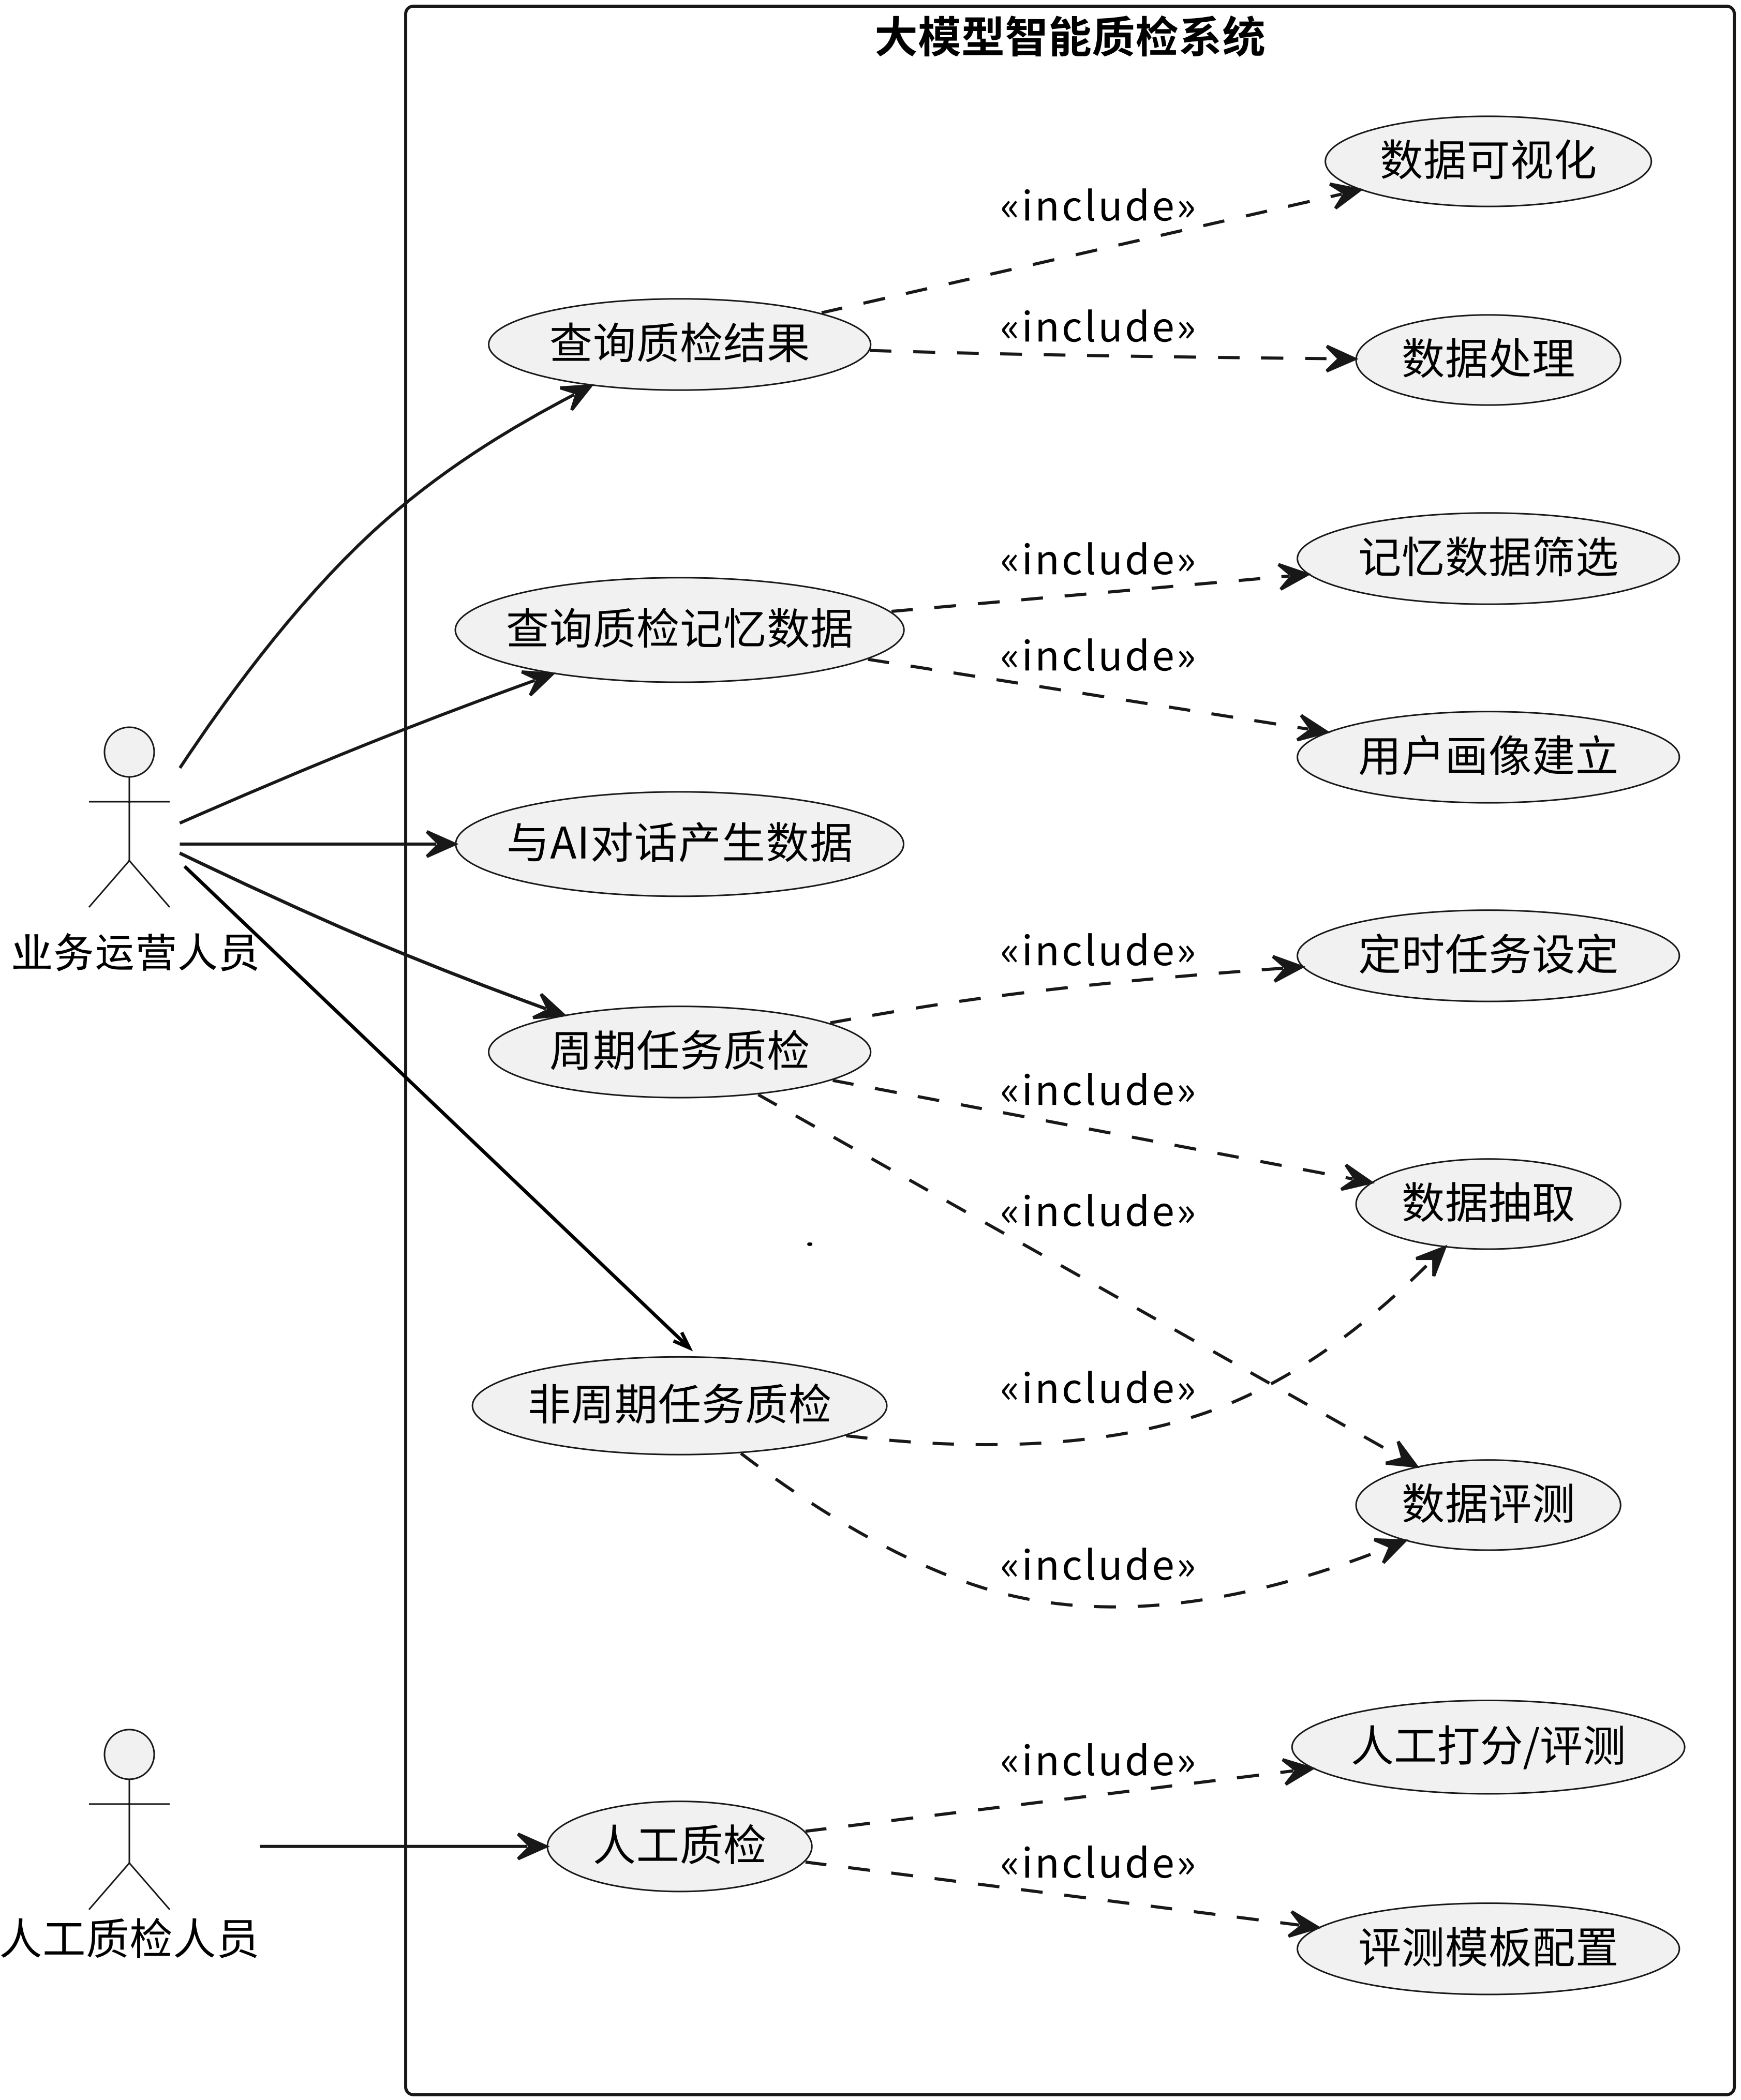 大模型智能质检系统
数据可视化
«include»
查询质检结果
«include»
数据处理
«include»
记忆数据筛选
查询质检记忆数据
«include»
用户画像建立
与AI对话产生数据
业务运营人员
«include»
定时任务设定
周期任务质检
«include»
数据抽取
«include»
非周期任务质检
«include»
数据评测
«include»
人工打分/评测
«include»
人工质检
«include»
人工质检人员
评测模板配置